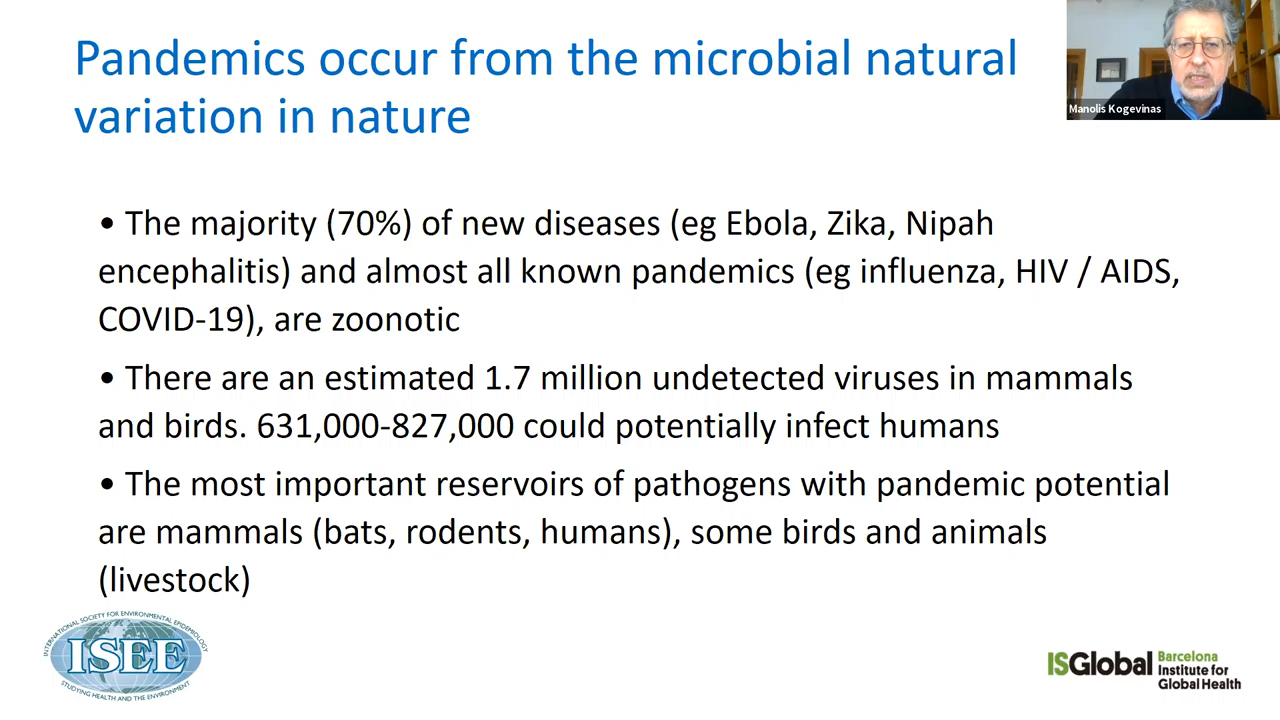 Pandemics occur from the microbial natural
variation in nature
Manolis Kogevinas
• The majority (70%) of new diseases (eg Ebola, Zika, Nipah
encephalitis) and almost all known pandemics (eg influenza, HIV / AIDS,
COVID-19), are zoonotic
• There are an estimated 1.7 million undetected viruses in mammals
and birds. 631,000-827,000 could potentially infect humans
• The most important reservoirs of pathogens with pandemic potential
are mammals (bats, rodents, humans), some birds and animals
(livestock)
INTERNATIONAL SOCIETY FOR ENVIRONMENTAL EPIDEMIOLOGY
ISEE
STUDYING HEALTH AND THE ENVIRONMENT
ISGlobal
Barcelona
Institute for
Global Health